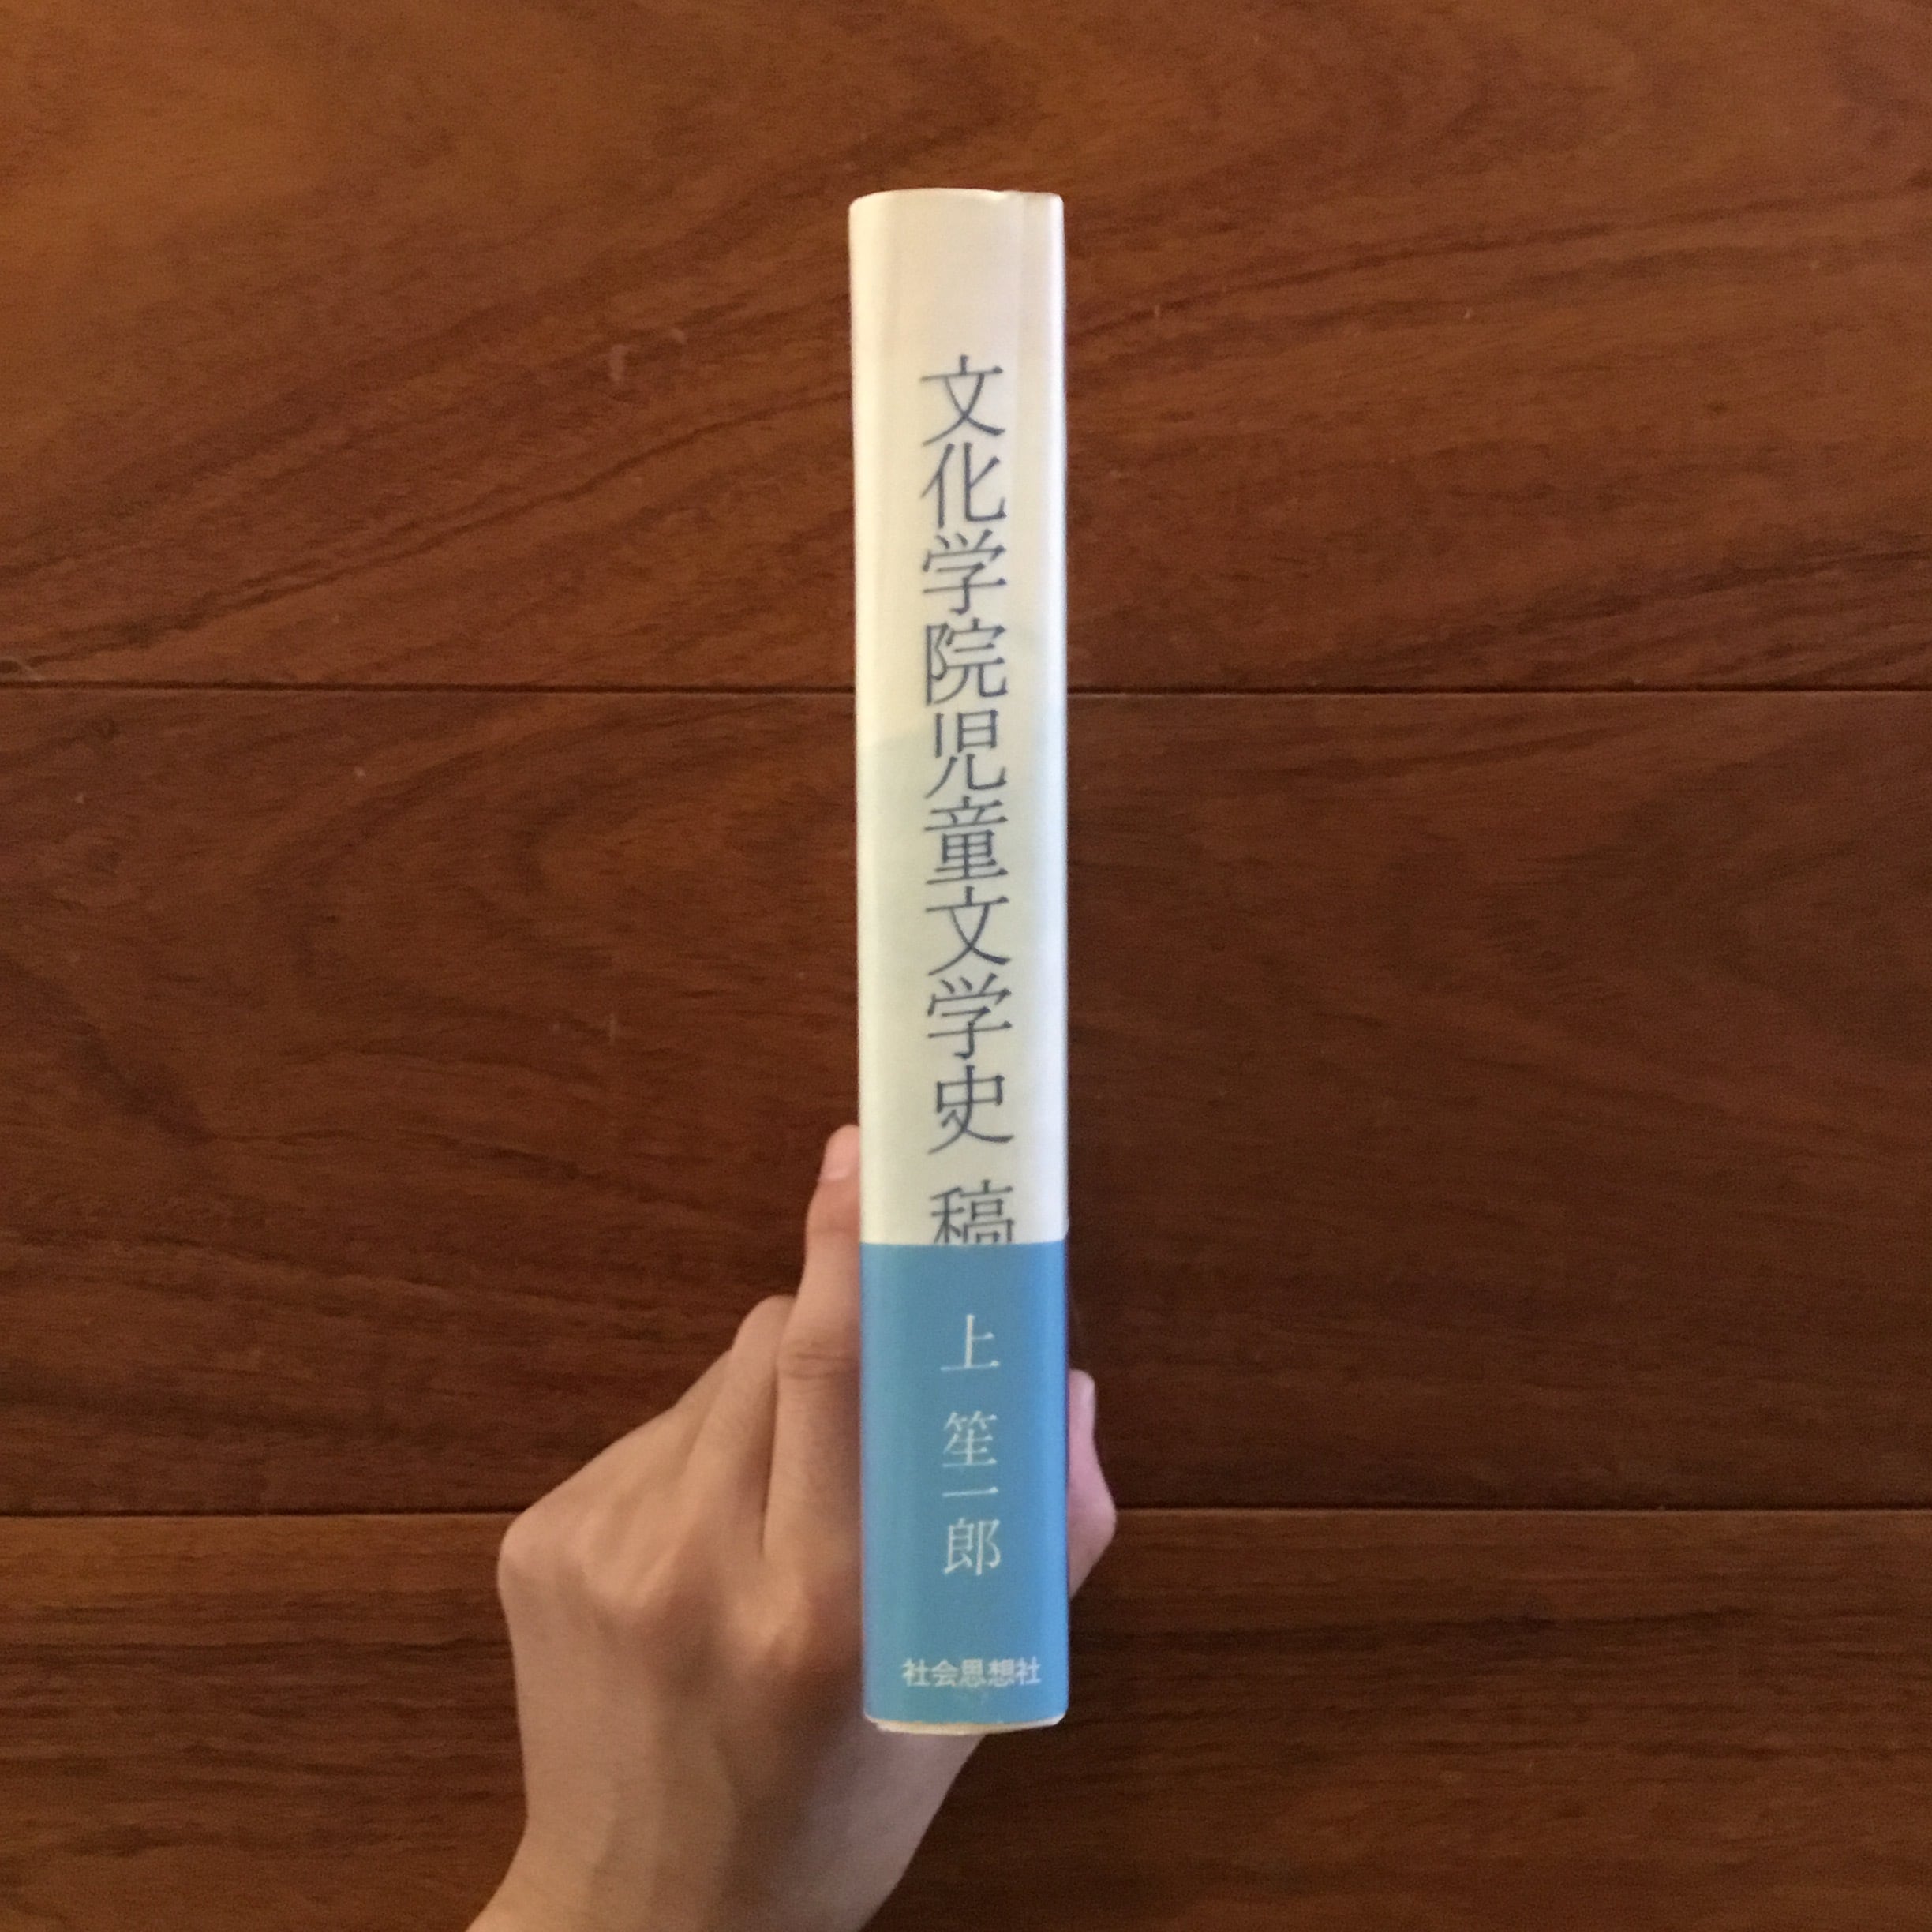 文化学院児童文学史 稿
上 笙一郎
社会思想社